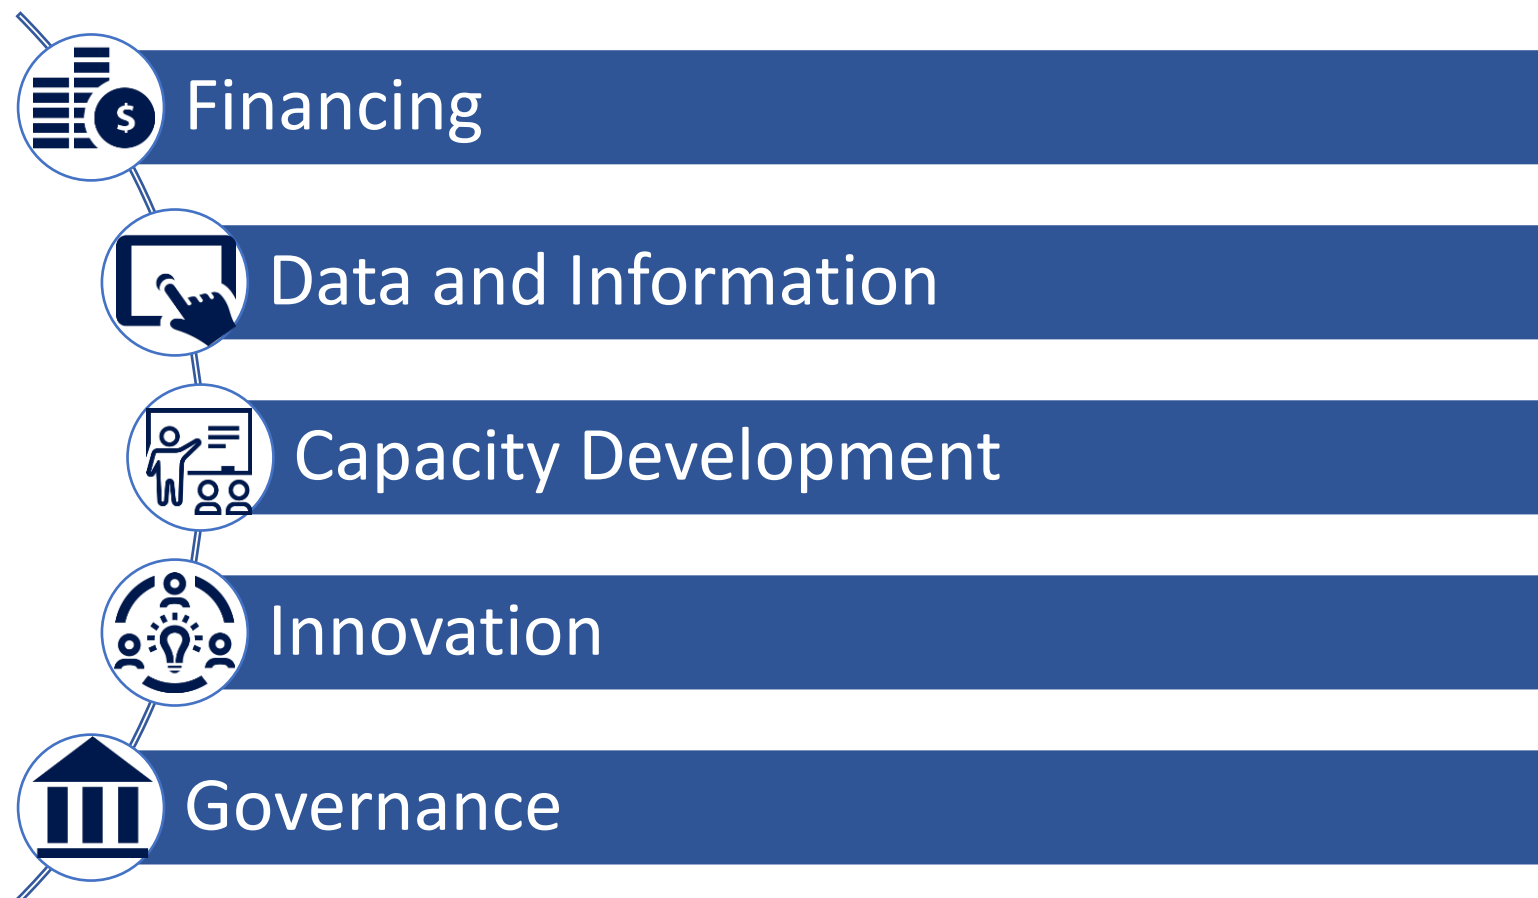 $
Financing
Data and Information
Capacity Development
Innovation
Governance